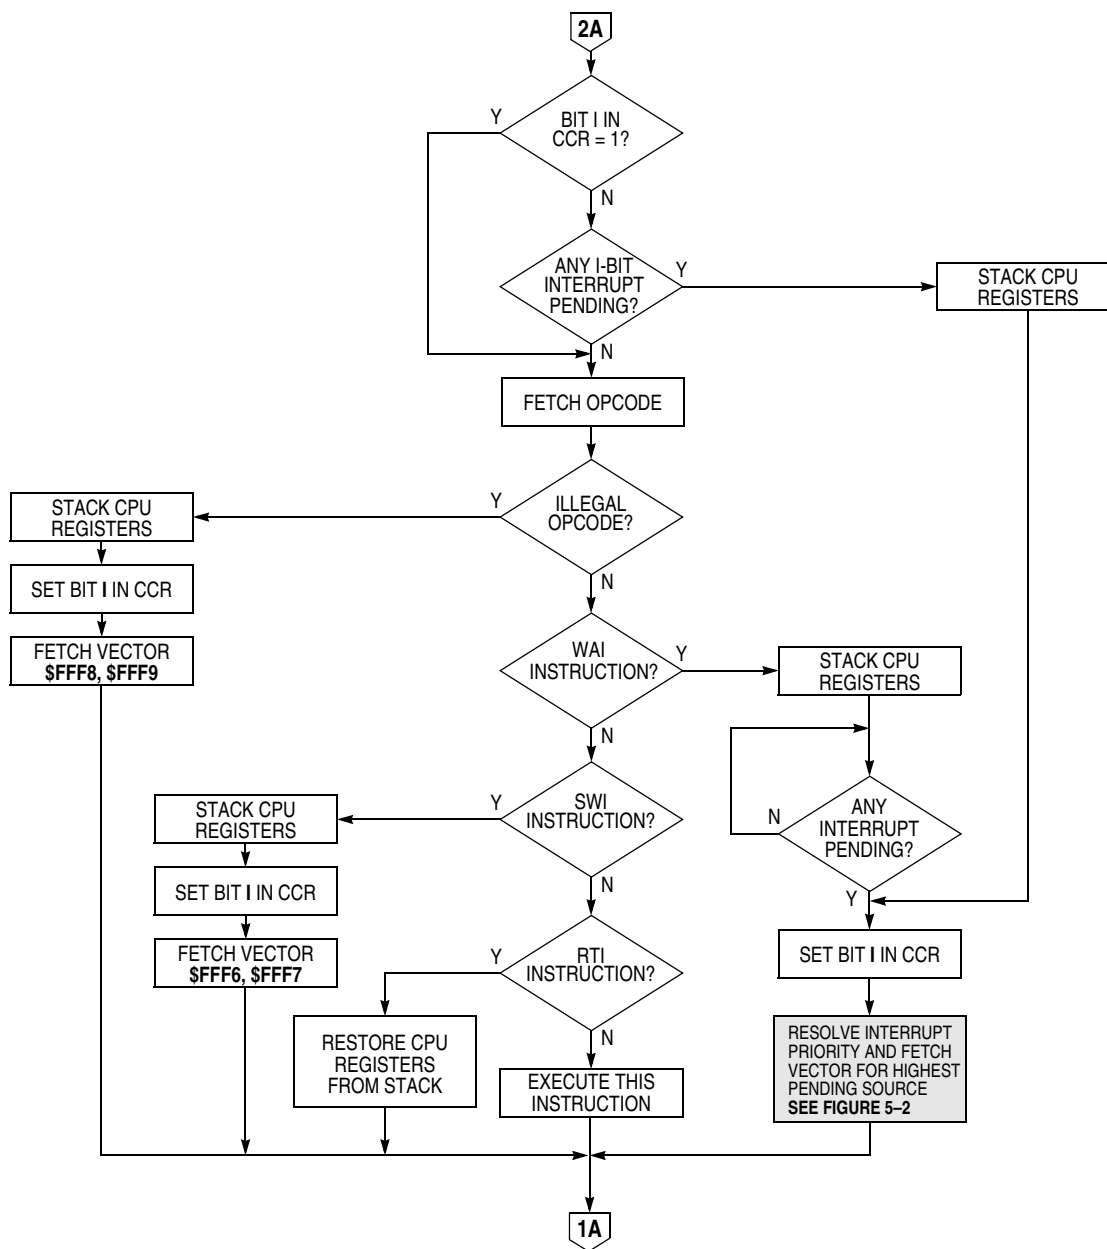 2A
Y
BIT I IN
CCR = 1?
N
ANY I-BIT
INTERRUPT
PENDING?
Y
STACK CPU
REGISTERS
N
FETCH OPCODE
STACK CPU
REGISTERS
Y
ILLEGAL
OPCODE?
N
SET BIT I IN CCR
FETCH VECTOR
$FFF8, $FFF9
WAI
INSTRUCTION?
Y
STACK CPU
REGISTERS
N
STACK CPU
REGISTERS
Y
SWI
INSTRUCTION?
N
ANY
INTERRUPT
PENDING?
N
Y
SET BIT I IN CCR
FETCH VECTOR
$FFF6, $FFF7
Y
RTI
INSTRUCTION?
N
SET BIT I IN CCR
RESTORE CPU
REGISTERS
FROM STACK
EXECUTE THIS
INSTRUCTION
RESOLVE INTERRUPT
PRIORITY AND FETCH
VECTOR FOR HIGHEST
PENDING SOURCE
SEE FIGURE 5–2
1A